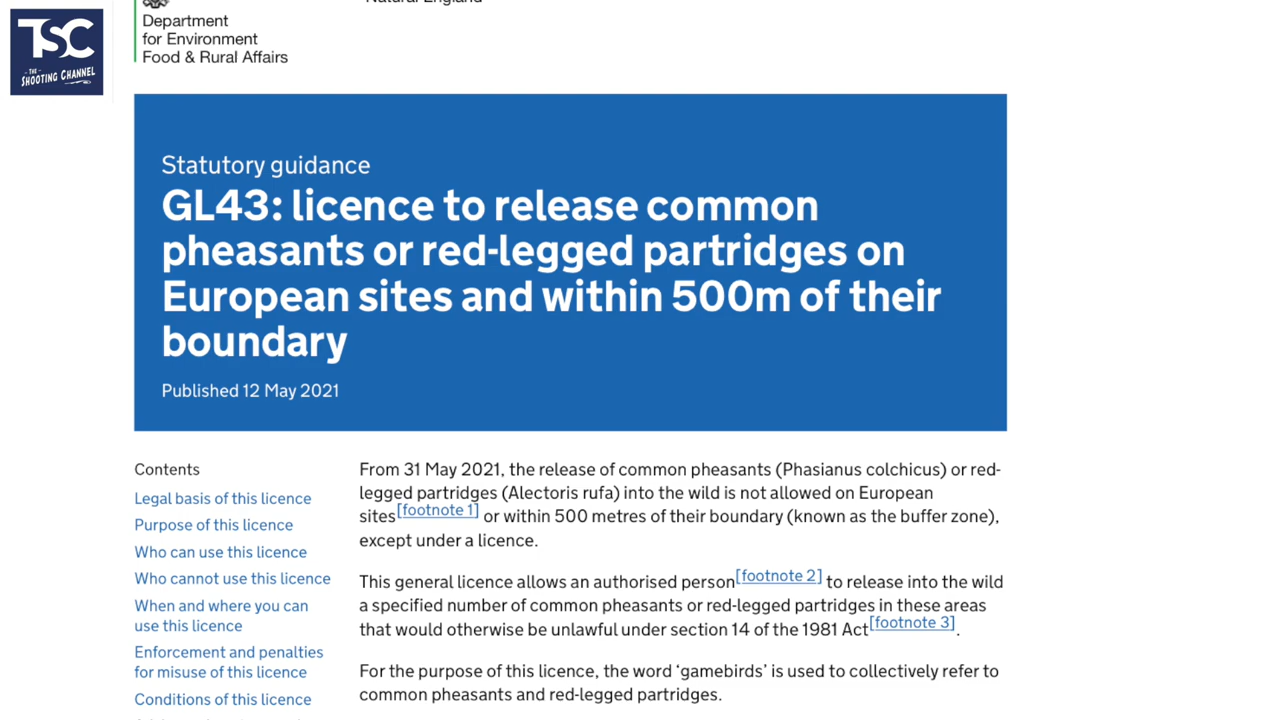 TSC
-THE-
SHOOTING CHANNEL
Natural England
Department
for Environment
Food & Rural Affairs
Statutory guidance
GL43: licence to release common
pheasants or red-legged partridges on
European sites and within 500m of their
boundary
Published 12 May 2021
Contents
Legal basis of this licence
Purpose of this licence
Who can use this licence
Who cannot use this licence
When and where you can
use this licence
Enforcement and penalties
for misuse of this licence
Conditions of this licence
From 31 May 2021, the release of common pheasants (Phasianus colchicus) or red-
legged partridges (Alectoris rufa) into the wild is not allowed on European
sites[footnote 1] or within 500 metres of their boundary (known as the buffer zone),
except under a licence.
This general licence allows an authorised person[footnote 2] to release into the wild
a specified number of common pheasants or red-legged partridges in these areas
that would otherwise be unlawful under section 14 of the 1981 Act[footnote 3].
For the purpose of this licence, the word ‘gamebirds’ is used to collectively refer to
common pheasants and red-legged partridges.